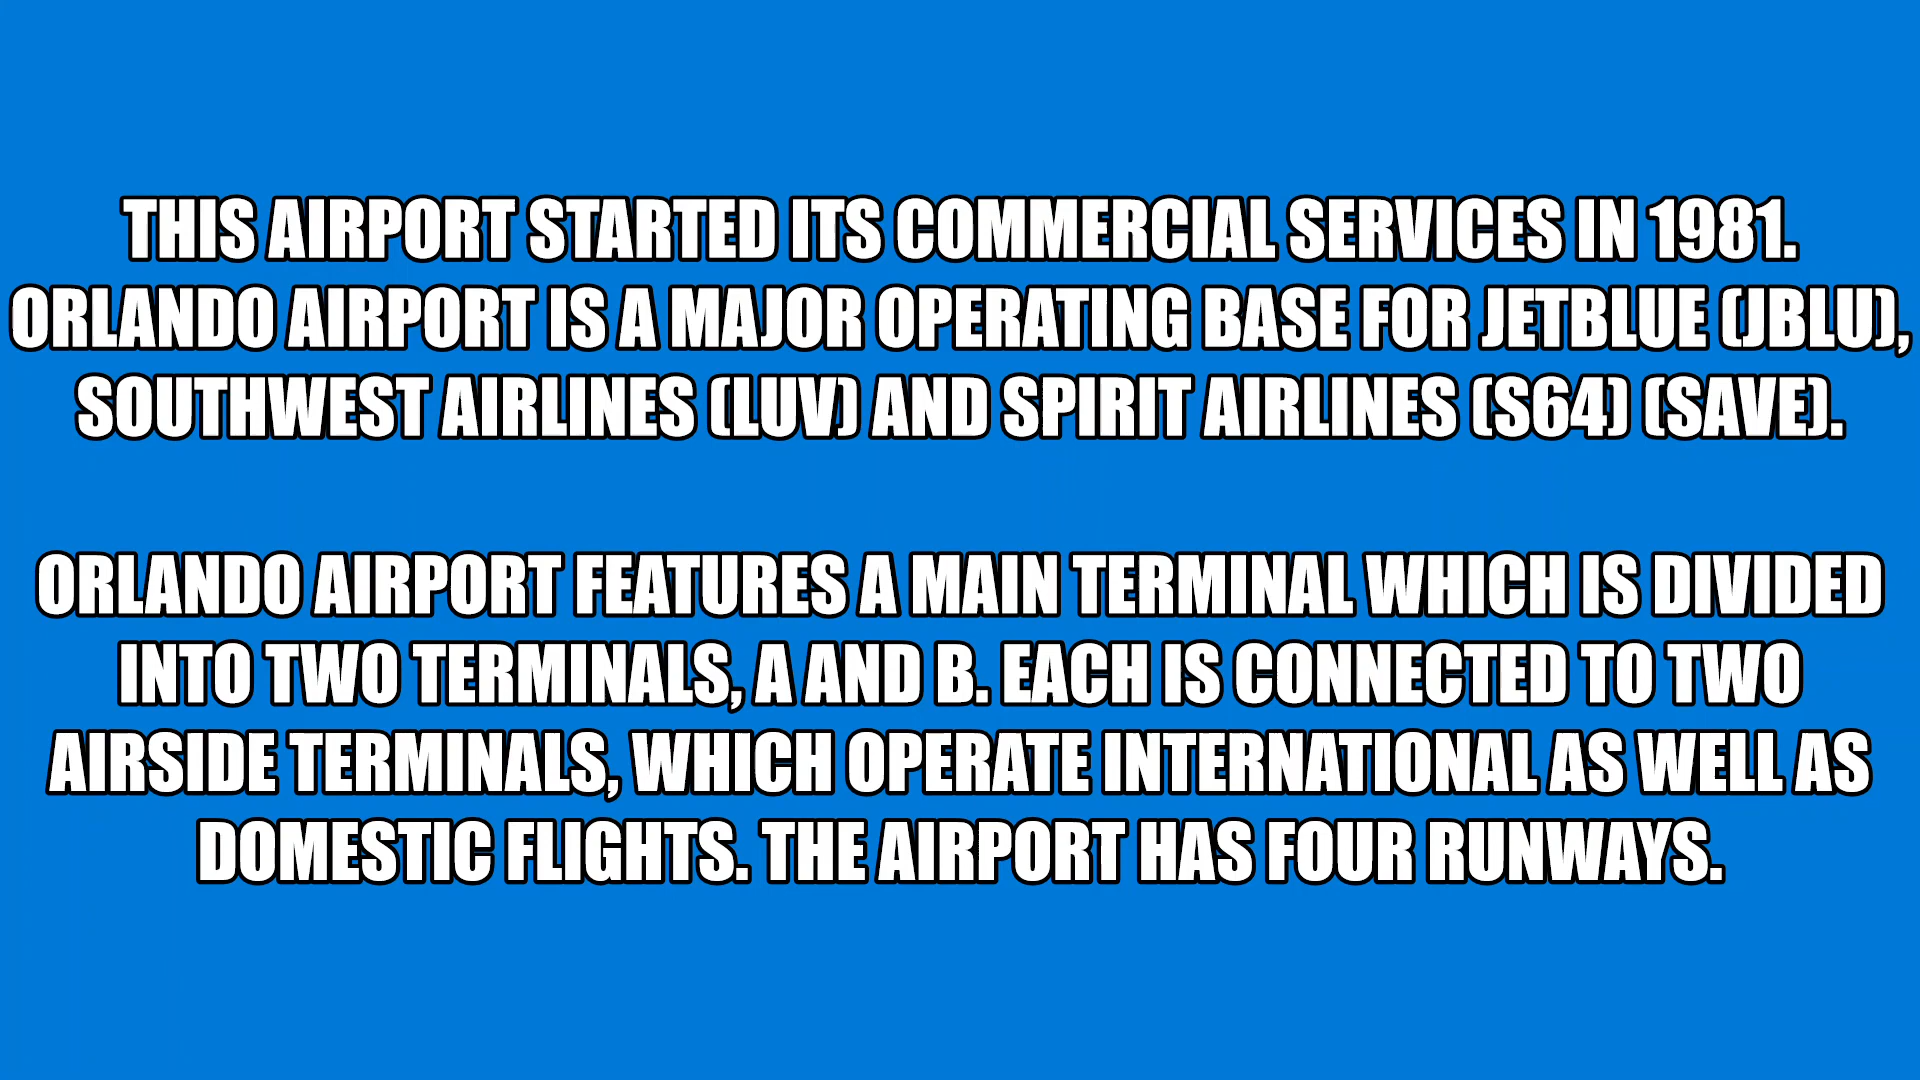 THIS AIRPORT STARTED ITS COMMERCIAL SERVICES IN 1981.
ORLANDO AIRPORT IS A MAJOR OPERATING BASE FOR JETBLUE (JBLU),
SOUTHWEST AIRLINES (LUV) AND SPIRIT AIRLINES (S64) (SAVE).
ORLANDO AIRPORT FEATURES A MAIN TERMINAL WHICH IS DIVIDED
INTO TWO TERMINALS, A AND B. EACH IS CONNECTED TO TWO
AIRSIDE TERMINALS, WHICH OPERATE INTERNATIONAL AS WELL AS
DOMESTIC FLIGHTS. THE AIRPORT HAS FOUR RUNWAYS.